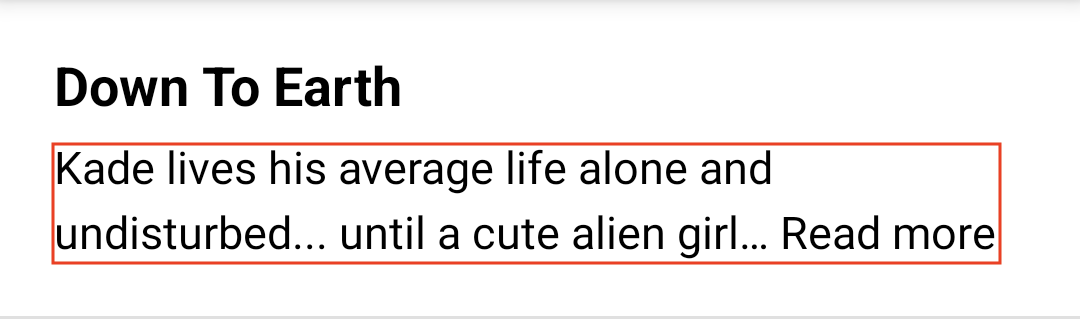 Down To Earth
Kade lives his average life alone and
undisturbed... until a cute alien girl... Read more